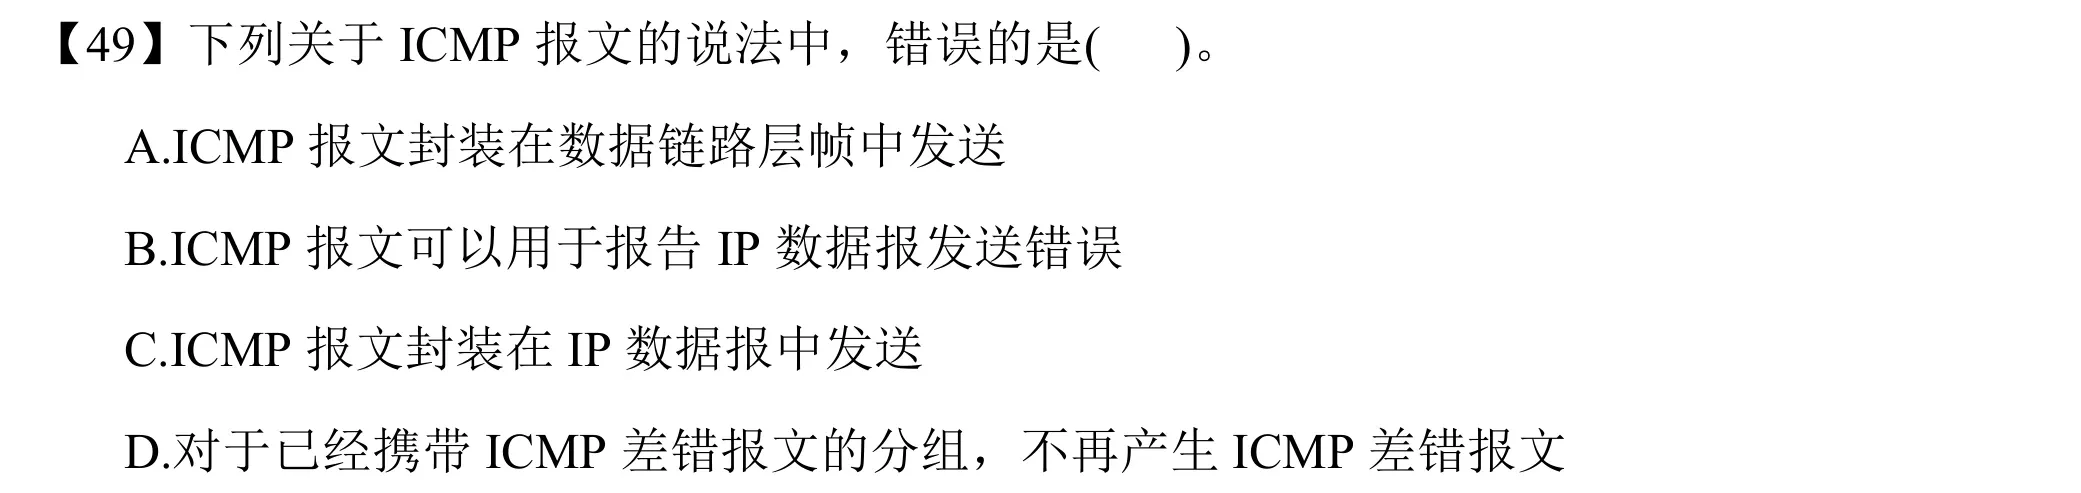 【49】下列关于 ICMP 报文的说法中，错误的是(    )。
A.ICMP 报文封装在数据链路层帧中发送
B.ICMP 报文可以用于报告 IP 数据报发送错误
C.ICMP 报文封装在 IP 数据报中发送
D.对于已经携带 ICMP 差错报文的分组，不再产生 ICMP 差错报文